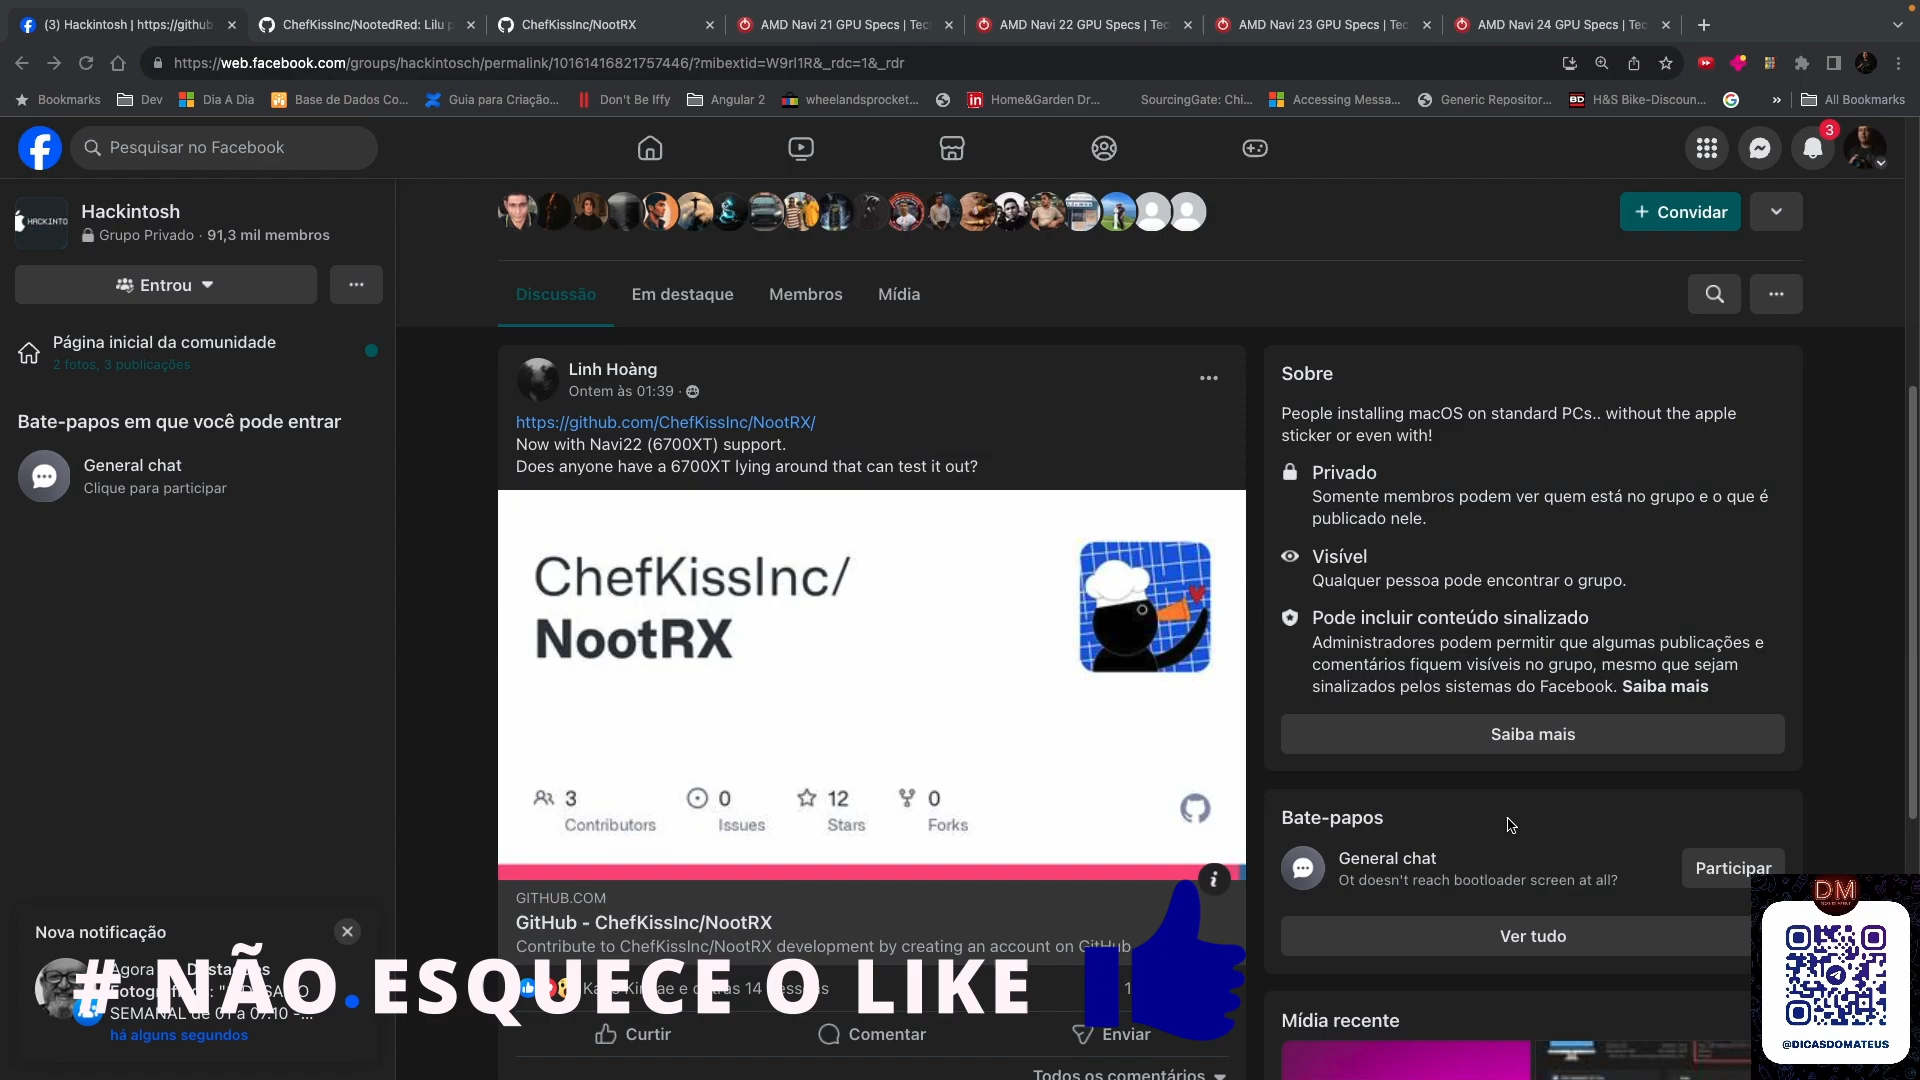 (3) Hackintosh | https://github
ChefKissInc/NootedRed: Lilu p
ChefKissInc/NootRX
AMD Navi 21 GPU Specs | Tec
AMD Navi 22 GPU Specs | Tec
AMD Navi 23 GPU Specs | Tec
AMD Navi 24 GPU Specs | Tec
https://web.facebook.com/groups/hackintosch/permalink/10161416821757446/?mibextid=W9rl1R&_rdc=1&_rdr
Bookmarks
Dev
Dia A Dia
Base de Dados Co...
Guia para Criação...
Don't Be Iffy
Angular 2
wheelandsprocket...
Home&Garden Dr...
SourcingGate: Chi...
Accessing Messa...
Generic Repositor...
H&S Bike-Discoun...
All Bookmarks
Pesquisar no Facebook
3
HACKINTO
Hackintosh
Grupo Privado · 91,3 mil membros
Entrou
Página inicial da comunidade
2 fotos, 3 publicações
Bate-papos em que você pode entrar
General chat
Clique para participar
+ Convidar
Discussão
Em destaque
Membros
Mídia
Linh Hoàng
Ontem às 01:39 ·
https://github.com/ChefKissInc/NootRX/
Now with Navi22 (6700XT) support.
Does anyone have a 6700XT lying around that can test it out?
ChefKissInc/
NootRX
3
Contributors
0
Issues
12
Stars
0
Forks
GITHUB.COM
GitHub - ChefKissInc/NootRX
Contribute to ChefKissInc/NootRX development by creating an account on GitHub
Curtir
Comentar
Enviar
Todos os comentários
Sobre
People installing macOS on standard PCs.. without the apple
sticker or even with!
Privado
Somente membros podem ver quem está no grupo e o que é
publicado nele.
Visível
Qualquer pessoa pode encontrar o grupo.
Pode incluir conteúdo sinalizado
Administradores podem permitir que algumas publicações e
comentários fiquem visíveis no grupo, mesmo que sejam
sinalizados pelos sistemas do Facebook. Saiba mais
Saiba mais
Bate-papos
General chat
Ot doesn't reach bootloader screen at all?
Participar
Ver tudo
Mídia recente
Nova notificação
Agora
SEMANAL de 01 a 07.10 -...
há alguns segundos
# NÃO ESQUECE O LIKE
DM
@DICASDOMATEUS